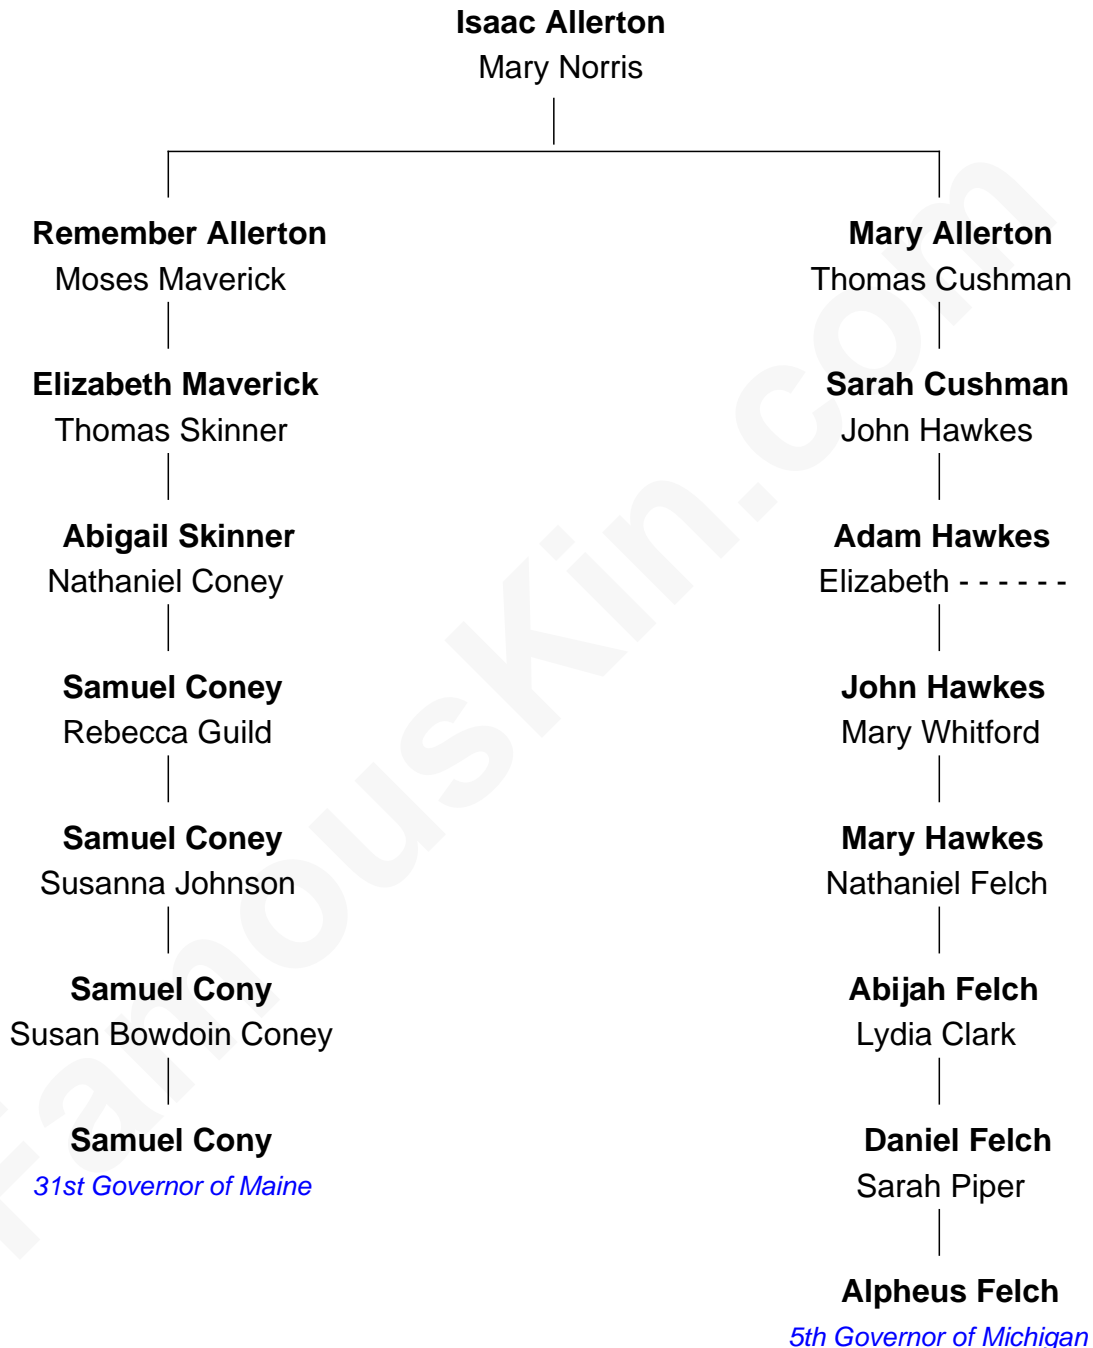 Isaac Allerton
Mary Norris
Remember Allerton
Moses Maverick
Mary Allerton
Thomas Cushman
Elizabeth Maverick
Thomas Skinner
Sarah Cushman
John Hawkes
Abigail Skinner
Nathaniel Coney
Adam Hawkes
Elizabeth - - - - - -
Samuel Coney
Rebecca Guild
John Hawkes
Mary Whitford
Samuel Coney
Susanna Johnson
Mary Hawkes
Nathaniel Felch
Samuel Cony
Susan Bowdoin Coney
Abijah Felch
Lydia Clark
Samuel Cony
31st Governor of Maine
Daniel Felch
Sarah Piper
Alpheus Felch
5th Governor of Michigan
FamousKin.com